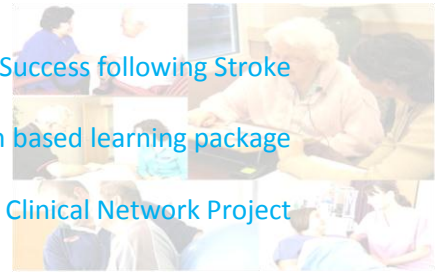 Success following Stroke
based learning package
Clinical Network Project